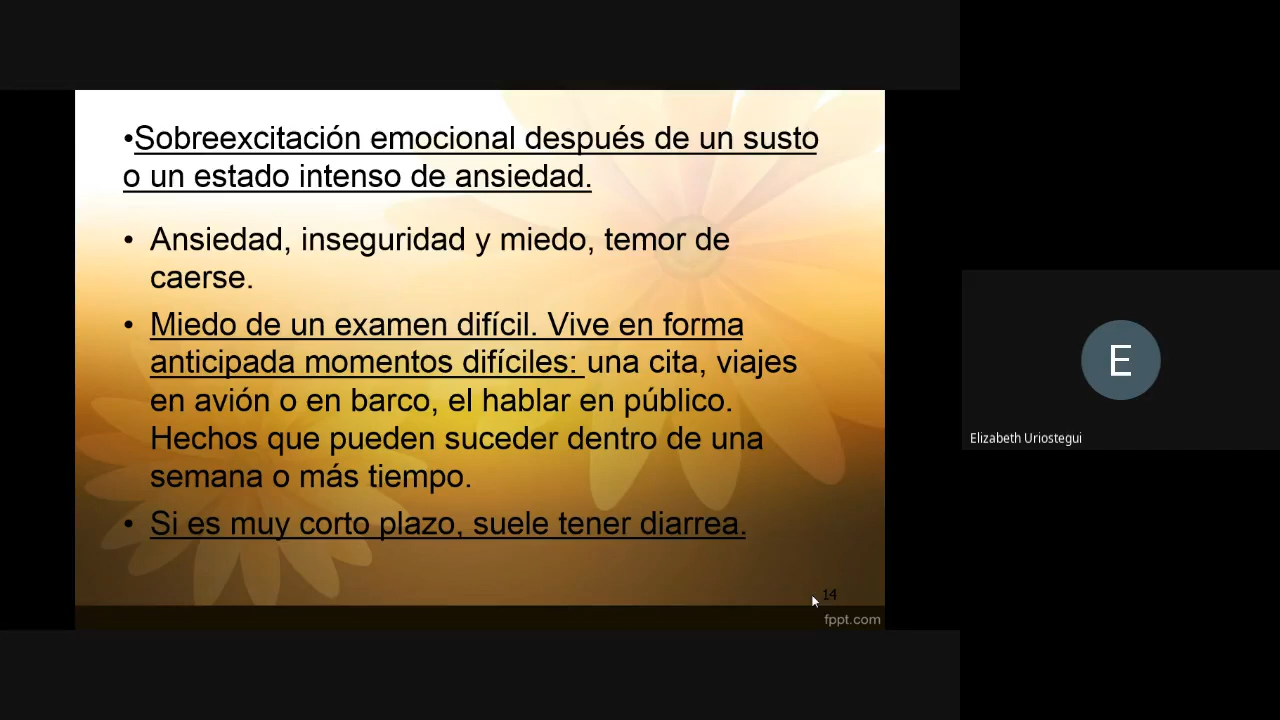 •Sobreexcitación emocional después de un susto
o un estado intenso de ansiedad.
• Ansiedad, inseguridad y miedo, temor de
caerse.
• Miedo de un examen difícil. Vive en forma
anticipada momentos difíciles: una cita, viajes
en avión o en barco, el hablar en público.
Hechos que pueden suceder dentro de una
semana o más tiempo.
• Si es muy corto plazo, suele tener diarrea.
14
fppt.com
E
Elizabeth Uriostegui